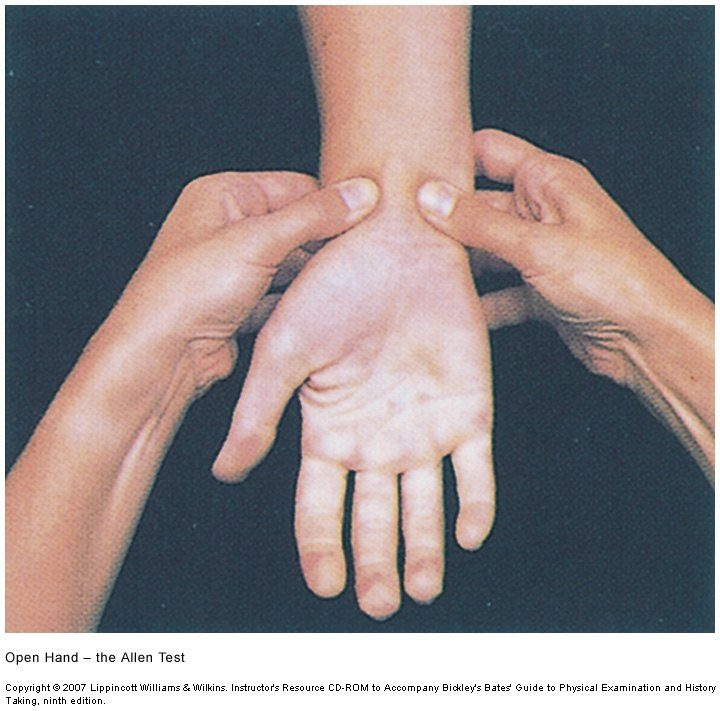 Open Hand – the Allen Test
Copyright © 2007 Lippincott Williams & Wilkins. Instructor's Resource CD-ROM to Accompany Bickley's Bates' Guide to Physical Examination and History
Taking, ninth edition.